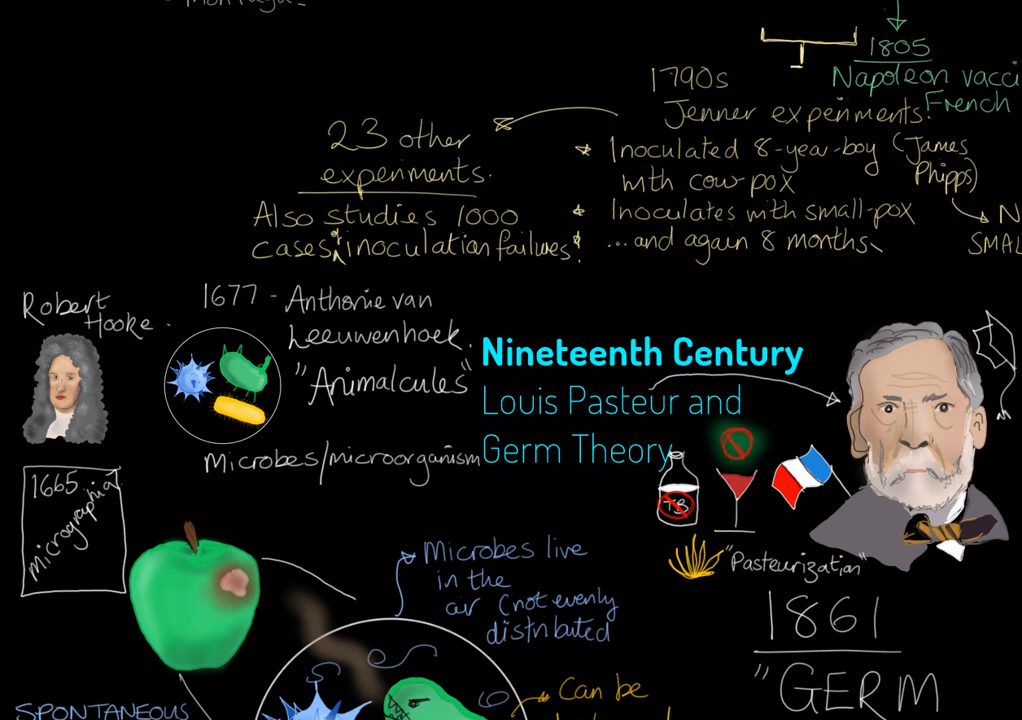 1805
Napoleon
French
1790s
Jenner experiments.
Inoculated 8-year-boy (James Phipps)
with cow pox
Inoculates with small-pox
...and again 8 months
23 other
experiments.
Also studies 1000
cases of inoculation failures!
Robert
Hooke.
1677 - Anthonie van
Leeuwenhoek.
"Animalcules"
Microbes/microorganism
Nineteenth Century
Louis Pasteur and
Germ Theory
1665
micrographia
TB
"Pasteurization"
1861
"GERM
Microbes live
in the
air (not evenly
distributed
Can be
SPONTANEOUS